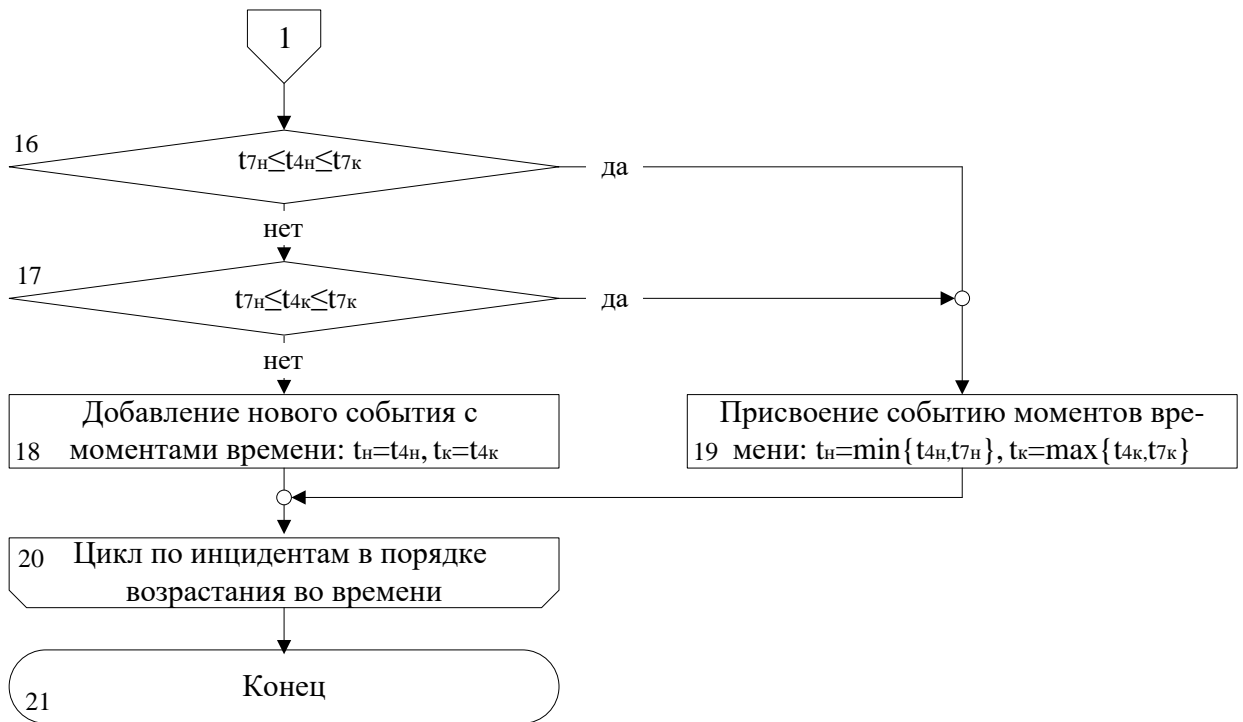 1
16
t7н≤t4н≤t7к
да
нет
17
t7н≤t4к≤t7к
да
нет
Добавление нового события с
18 моментами времени: tн=t4н, tк=t4к
Присвоение событию моментов вре-
19 мени: tн=min{t4н,t7н}, tк=max{t4к,t7к}
20 Цикл по инцидентам в порядке
возрастания во времени
Конец
21